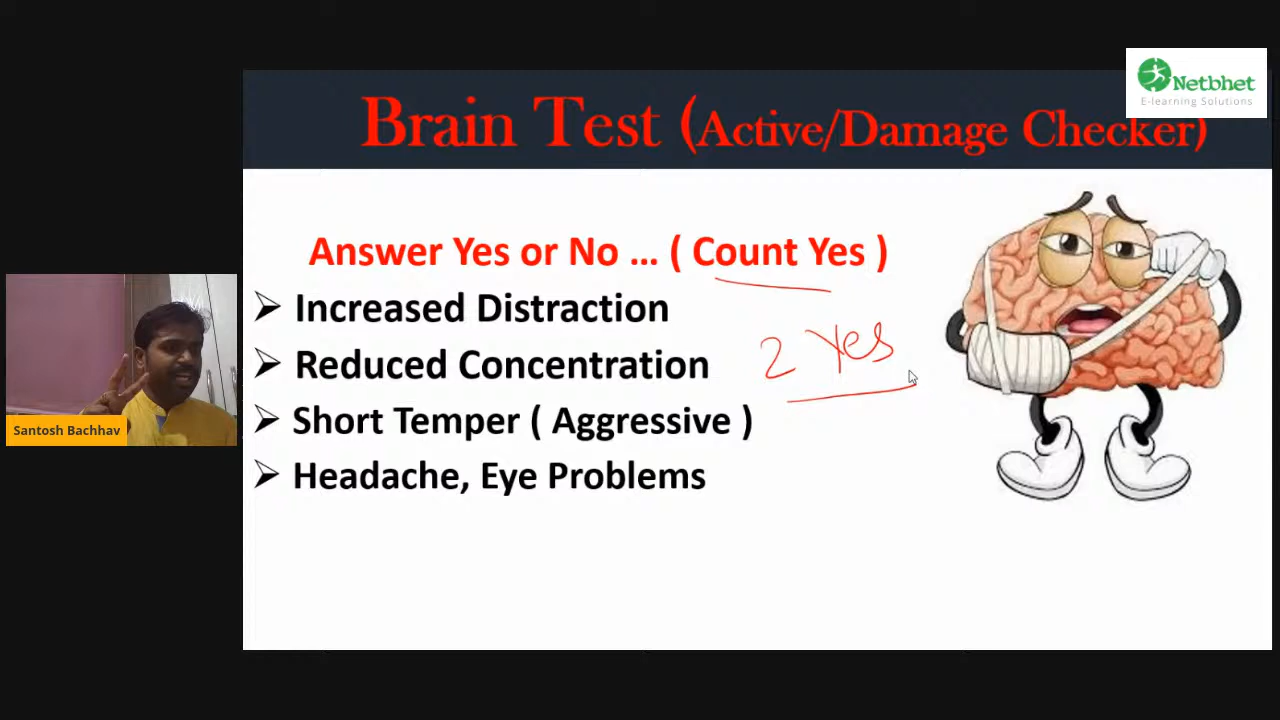 Netbhet
E-learning Solutions
Brain Test (Active/Damage Checker)
Answer Yes or No ... ( Count Yes )
➢ Increased Distraction
➢ Reduced Concentration
2 Yes
➢ Short Temper ( Aggressive )
➢ Headache, Eye Problems
Santosh Bachhav